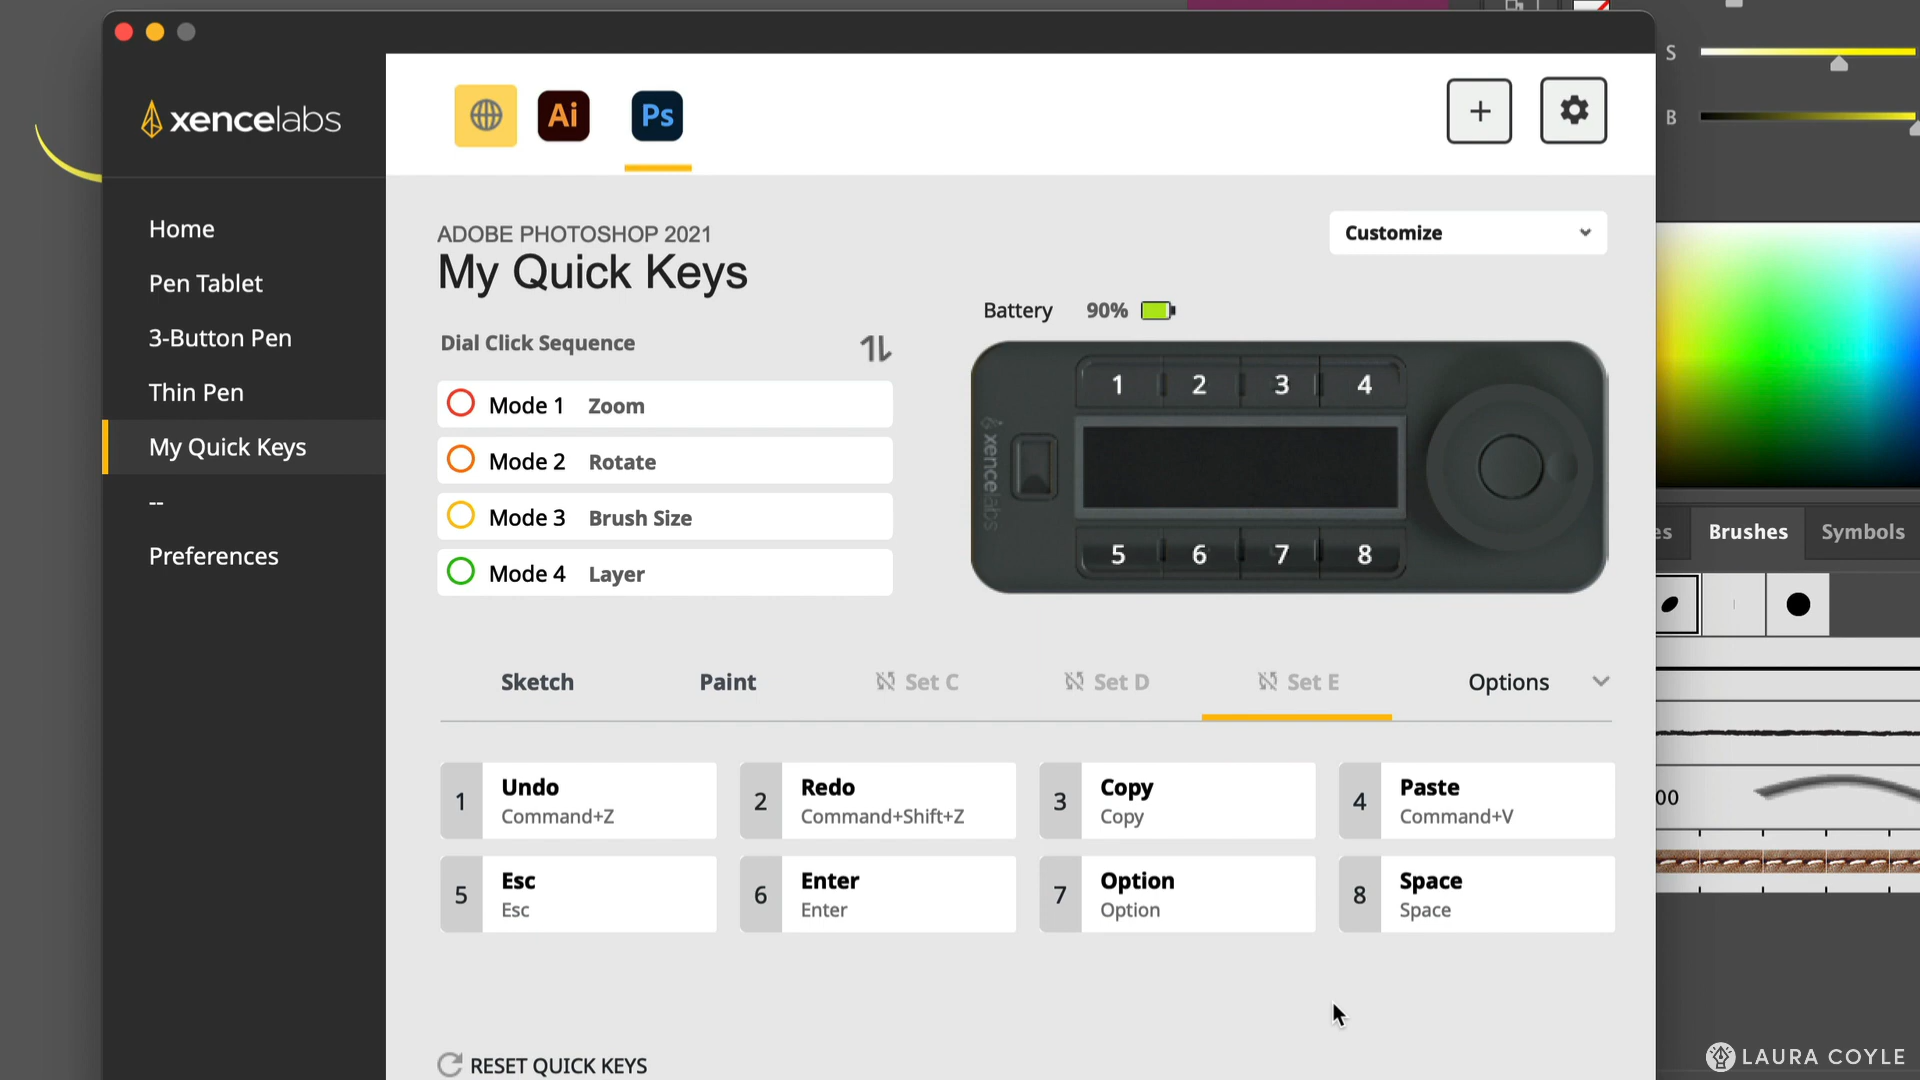 xencelabs
Ai
Ps
+
S
B
Home
Pen Tablet
3-Button Pen
Thin Pen
My Quick Keys
--
Preferences
ADOBE PHOTOSHOP 2021
My Quick Keys
Customize
Battery 90%
Dial Click Sequence
Mode 1 Zoom
Mode 2 Rotate
Mode 3 Brush Size
Mode 4 Layer
1 2 3 4
xencelabs
5 6 7 8
Brushes Symbols
Sketch Paint Set C Set D Set E Options
1 Undo
Command+Z
2 Redo
Command+Shift+Z
3 Copy
Copy
4 Paste
Command+V
5 Esc
Esc
6 Enter
Enter
7 Option
Option
8 Space
Space
00
RESET QUICK KEYS
LAURA COYLE